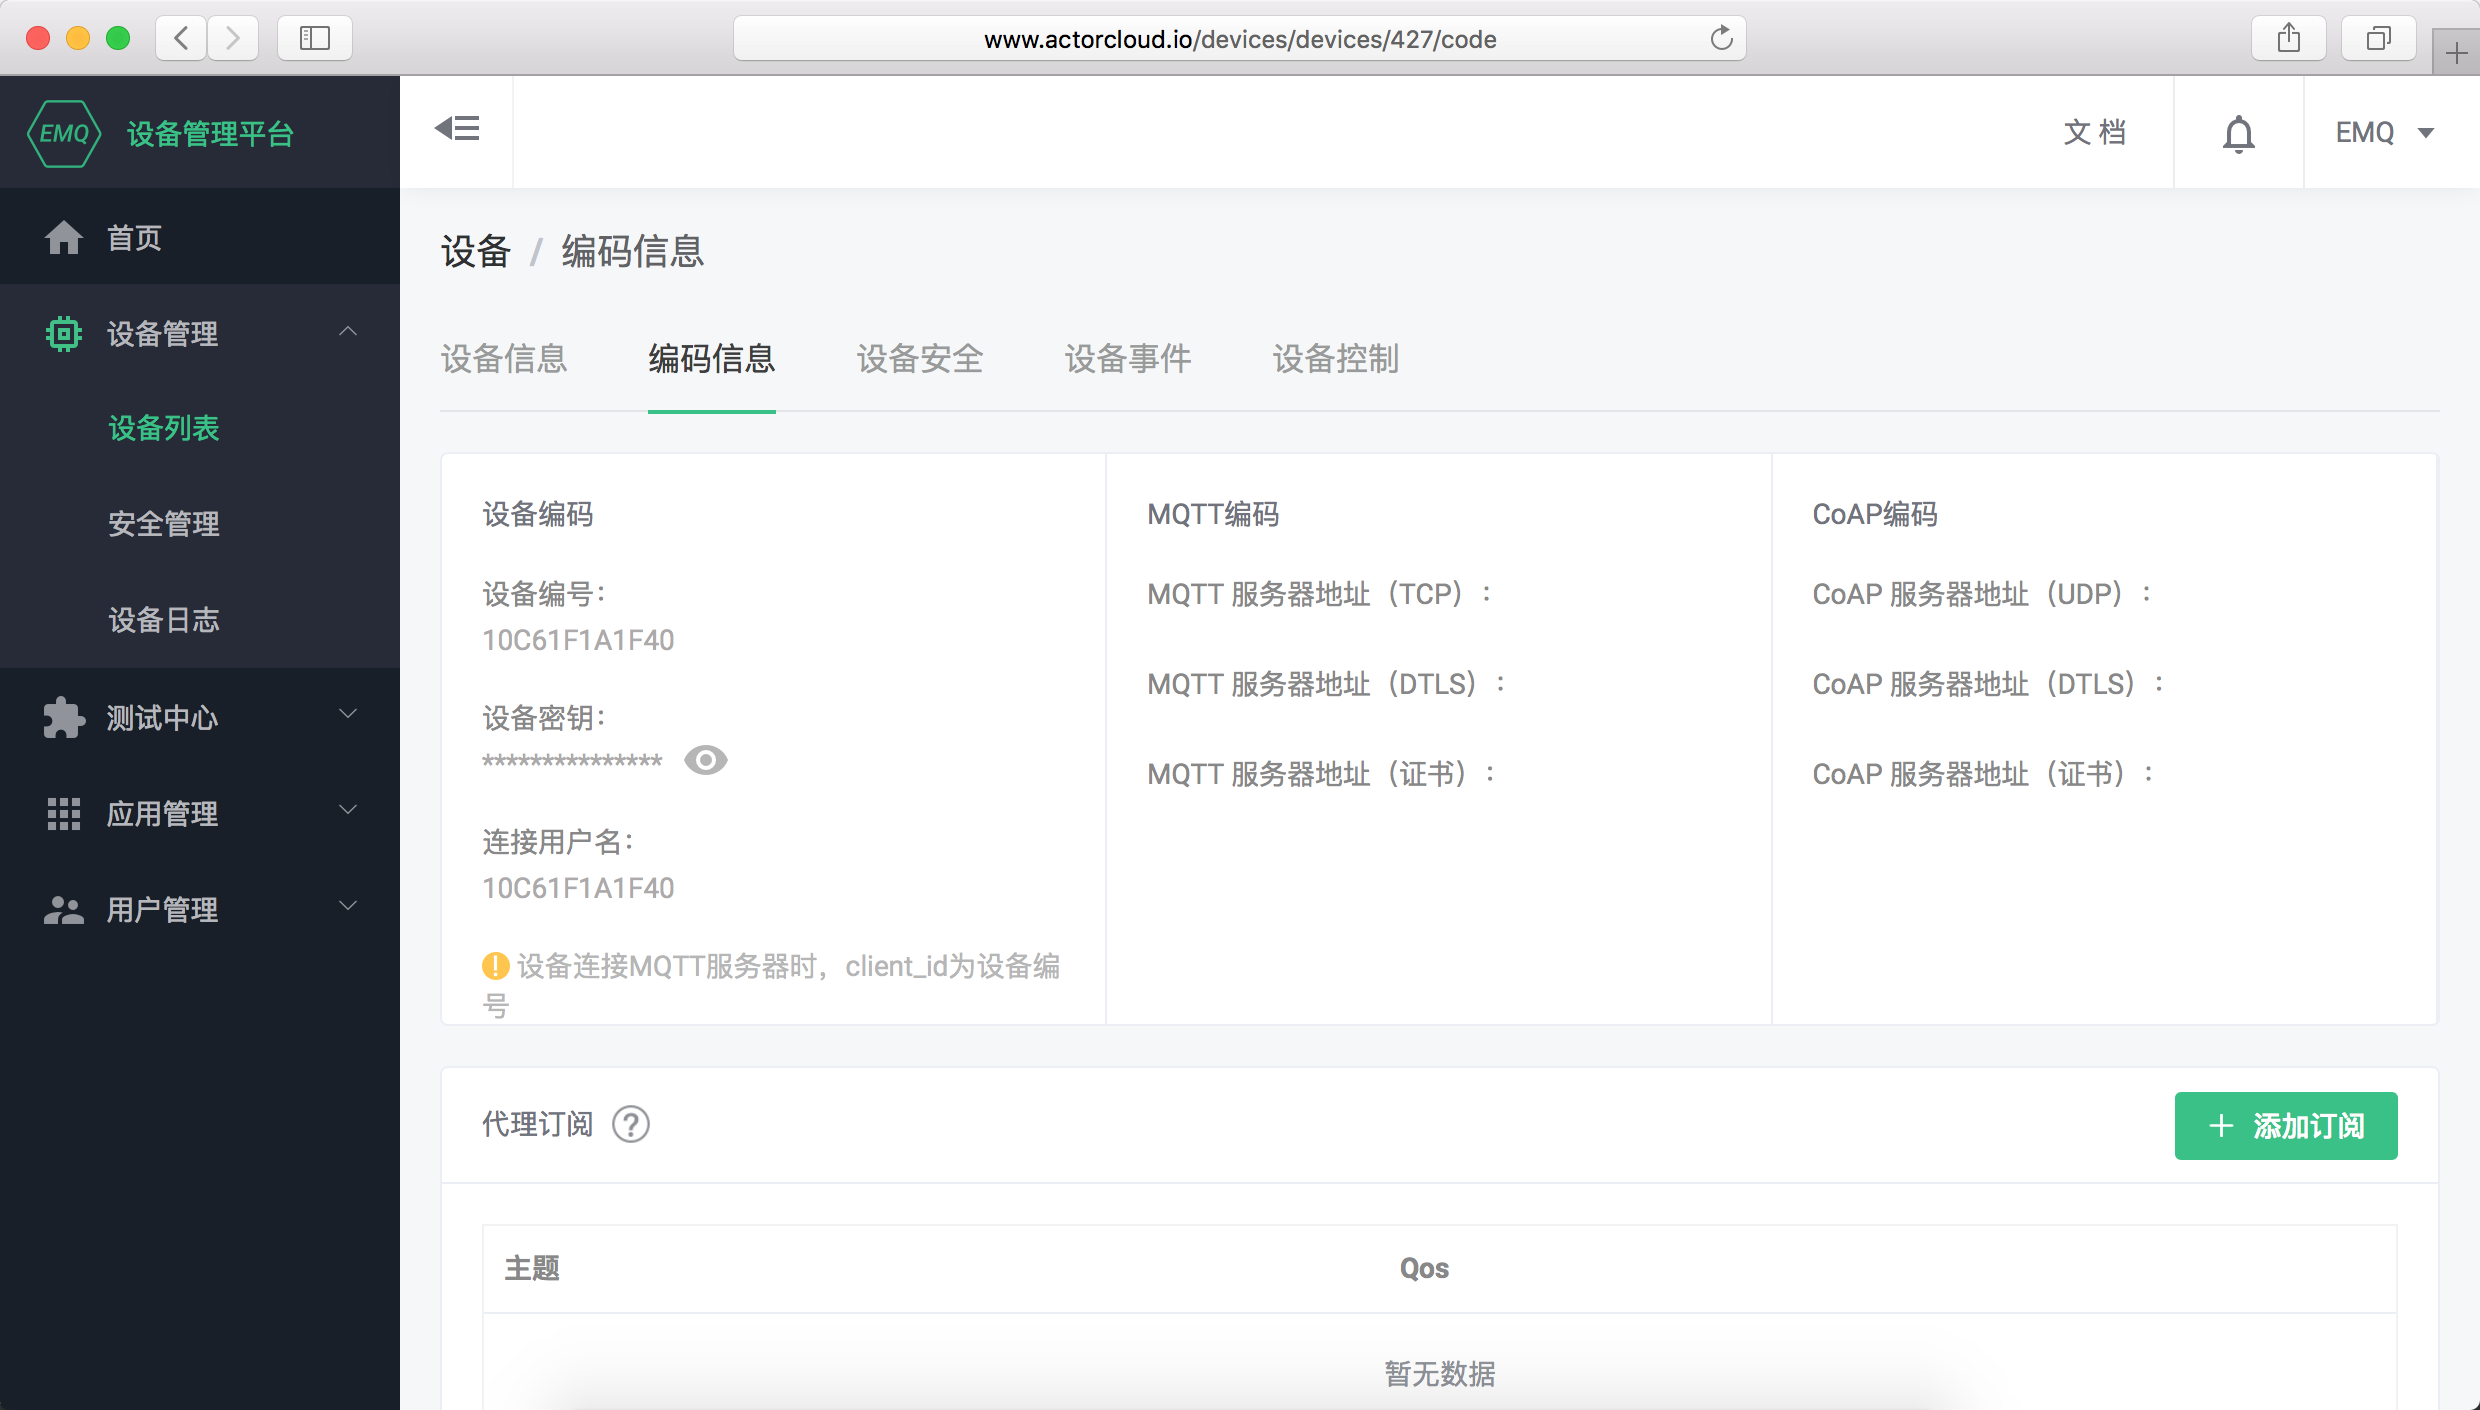 www.actorcloud.io/devices/devices/427/code
EMQ 设备管理平台
文 档
EMQ
首页
设备管理
设备列表
安全管理
设备日志
测试中心
应用管理
用户管理
设备 / 编码信息
设备信息 编码信息 设备安全 设备事件 设备控制
设备编码
设备编号：
10C61F1A1F40
设备密钥：
***************
连接用户名：
10C61F1A1F40
设备连接MQTT服务器时，client_id为设备编
号
MQTT编码
MQTT 服务器地址（TCP）：
MQTT 服务器地址（DTLS）：
MQTT 服务器地址（证书）：
CoAP编码
CoAP 服务器地址（UDP）：
CoAP 服务器地址（DTLS）：
CoAP 服务器地址（证书）：
代理订阅
添加订阅
主题 Qos
暂无数据